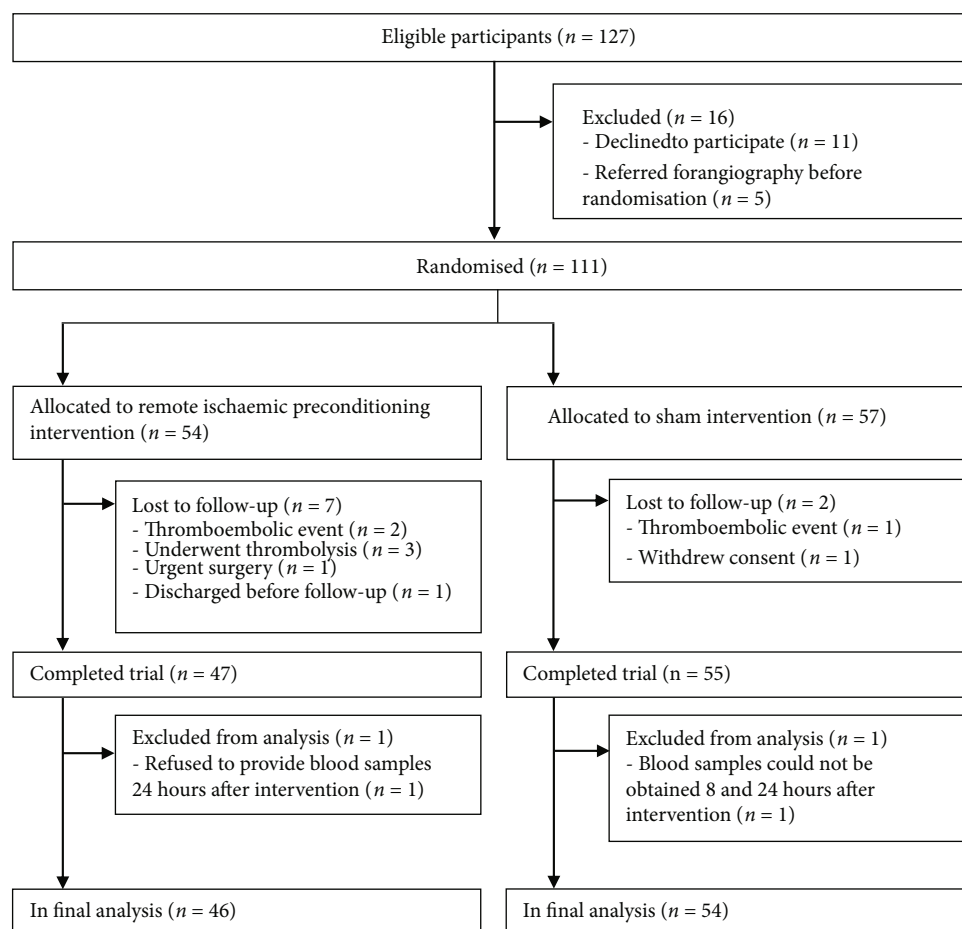 Eligible participants (n = 127)
Excluded (n = 16)
- Declinedto participate (n = 11)
- Referred forangiography before
randomisation (n = 5)
Randomised (n = 111)
Allocated to remote ischaemic preconditioning
intervention (n = 54)
Allocated to sham intervention (n = 57)
Lost to follow-up (n = 7)
- Thromboembolic event (n = 2)
- Underwent thrombolysis (n = 3)
- Urgent surgery (n = 1)
- Discharged before follow-up (n = 1)
Lost to follow-up (n = 2)
- Thromboembolic event (n = 1)
- Withdrew consent (n = 1)
Completed trial (n = 47)
Completed trial (n = 55)
Excluded from analysis (n = 1)
- Refused to provide blood samples
24 hours after intervention (n = 1)
Excluded from analysis (n = 1)
- Blood samples could not be
obtained 8 and 24 hours after
intervention (n = 1)
In final analysis (n = 46)
In final analysis (n = 54)